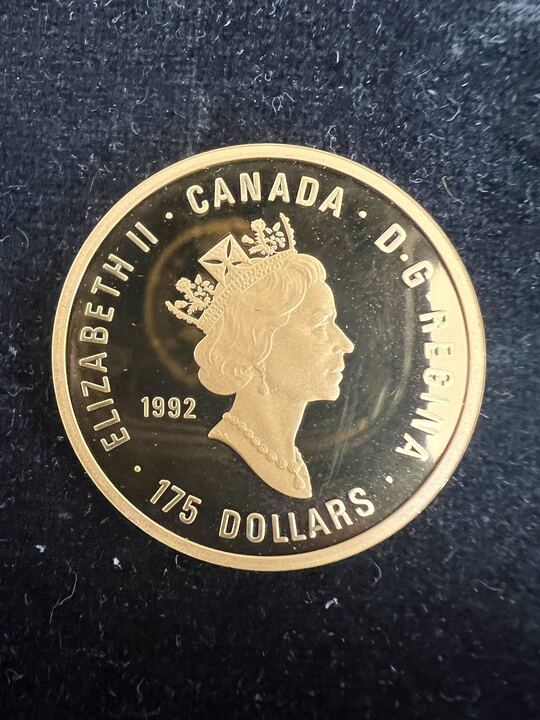 ELIZABETH II · CANADA · D·G·REGINA ·
1992
· 175 DOLLARS